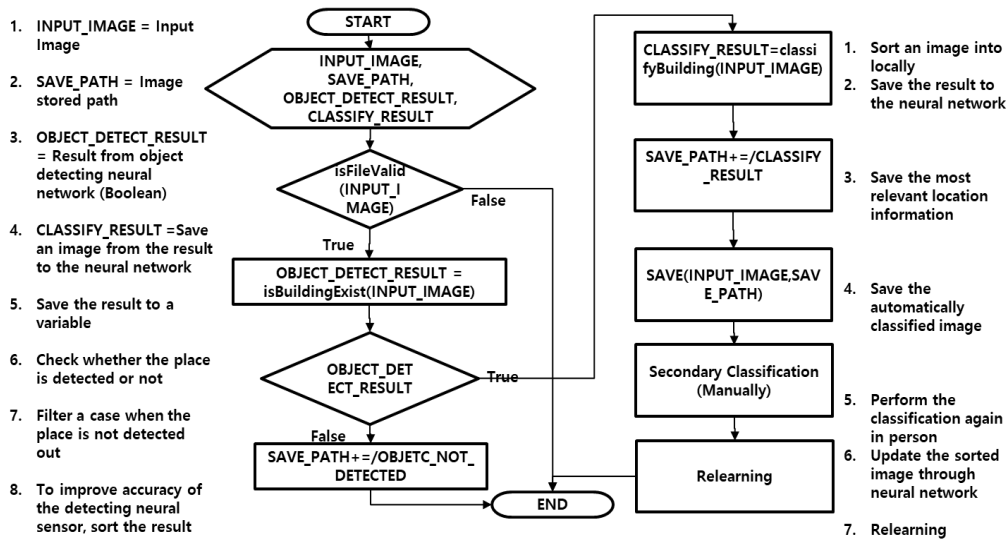 1. INPUT_IMAGE = Input
Image
2. SAVE_PATH = Image
stored path
3. OBJECT_DETECT_RESULT
= Result from object
detecting neural
network (Boolean)
4. CLASSIFY_RESULT =Save
an image from the result
to the neural network
5. Save the result to a
variable
6. Check whether the place
is detected or not
7. Filter a case when the
place is not detected
out
8. To improve accuracy of
the detecting neural
sensor, sort the result
START
INPUT_IMAGE,
SAVE_PATH,
OBJECT_DETECT_RESULT,
CLASSIFY_RESULT
isFileValid
(INPUT_I
MAGE)
False
True
OBJECT_DETECT_RESULT =
isBuildingExist(INPUT_IMAGE)
OBJECT_DET
ECT_RESULT
True
False
SAVE_PATH+=/OBJETC_NOT_
DETECTED
END
CLASSIFY_RESULT=classi
fyBuilding(INPUT_IMAGE)
SAVE_PATH+=/CLASSIFY
_RESULT
SAVE(INPUT_IMAGE,SAV
E_PATH)
Secondary Classification
(Manually)
Relearning
1. Sort an image into
locally
2. Save the result to
the neural network
3. Save the most
relevant location
information
4. Save the
automatically
classified image
5. Perform the
classification again
in person
6. Update the sorted
image through
neural network
7. Relearning